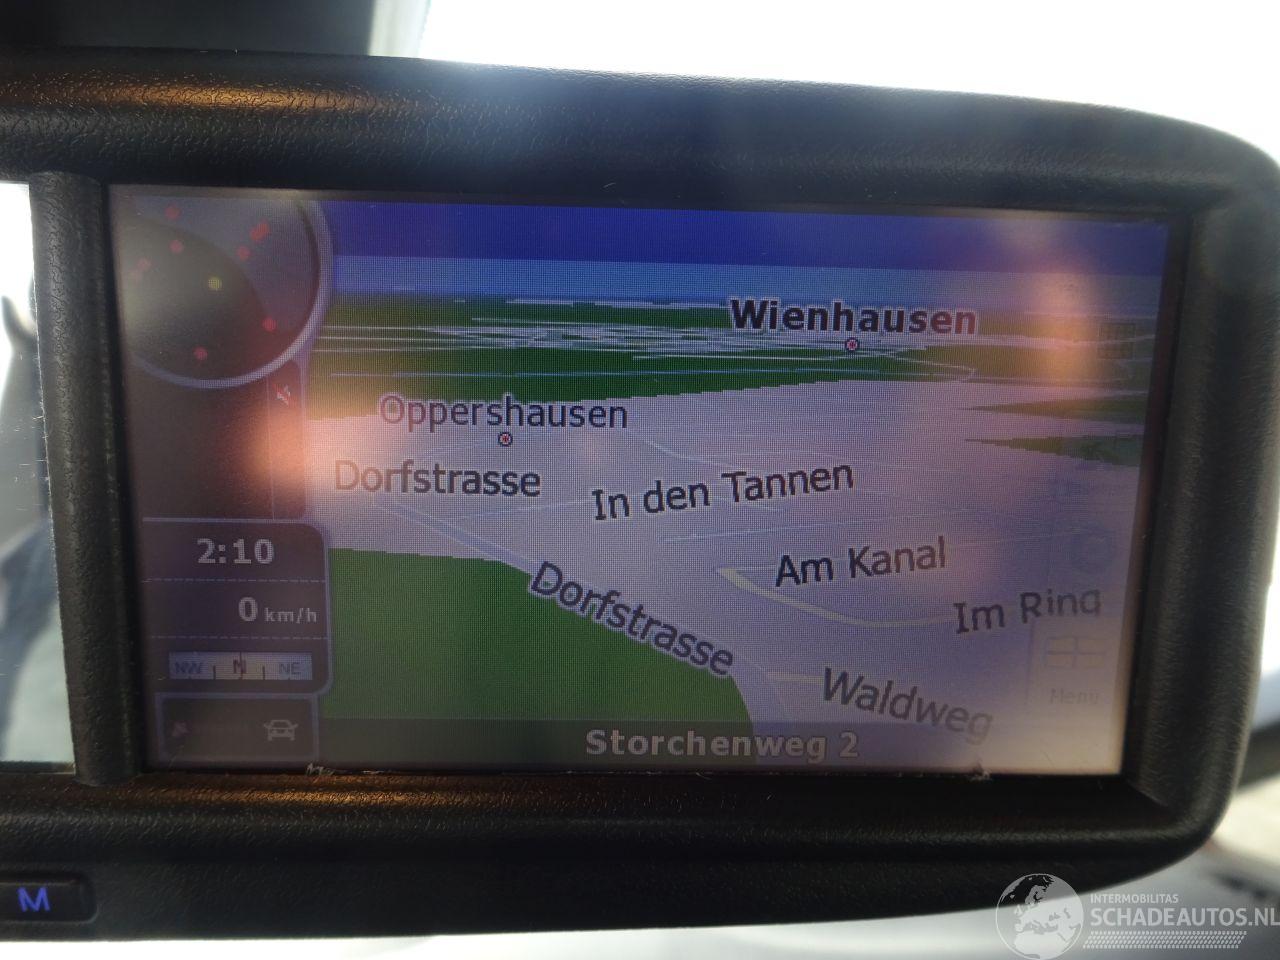 Wienhausen
Oppershausen
Dorfstrasse
In den Tannen
2:10
Am Kanal
Dorfstrasse
0 km/h
Im Ring
NW N NE
Waldweg
Menu
Storchenweg 2
M
INTERMOBILITAS
SCHADEAUTOS.NL